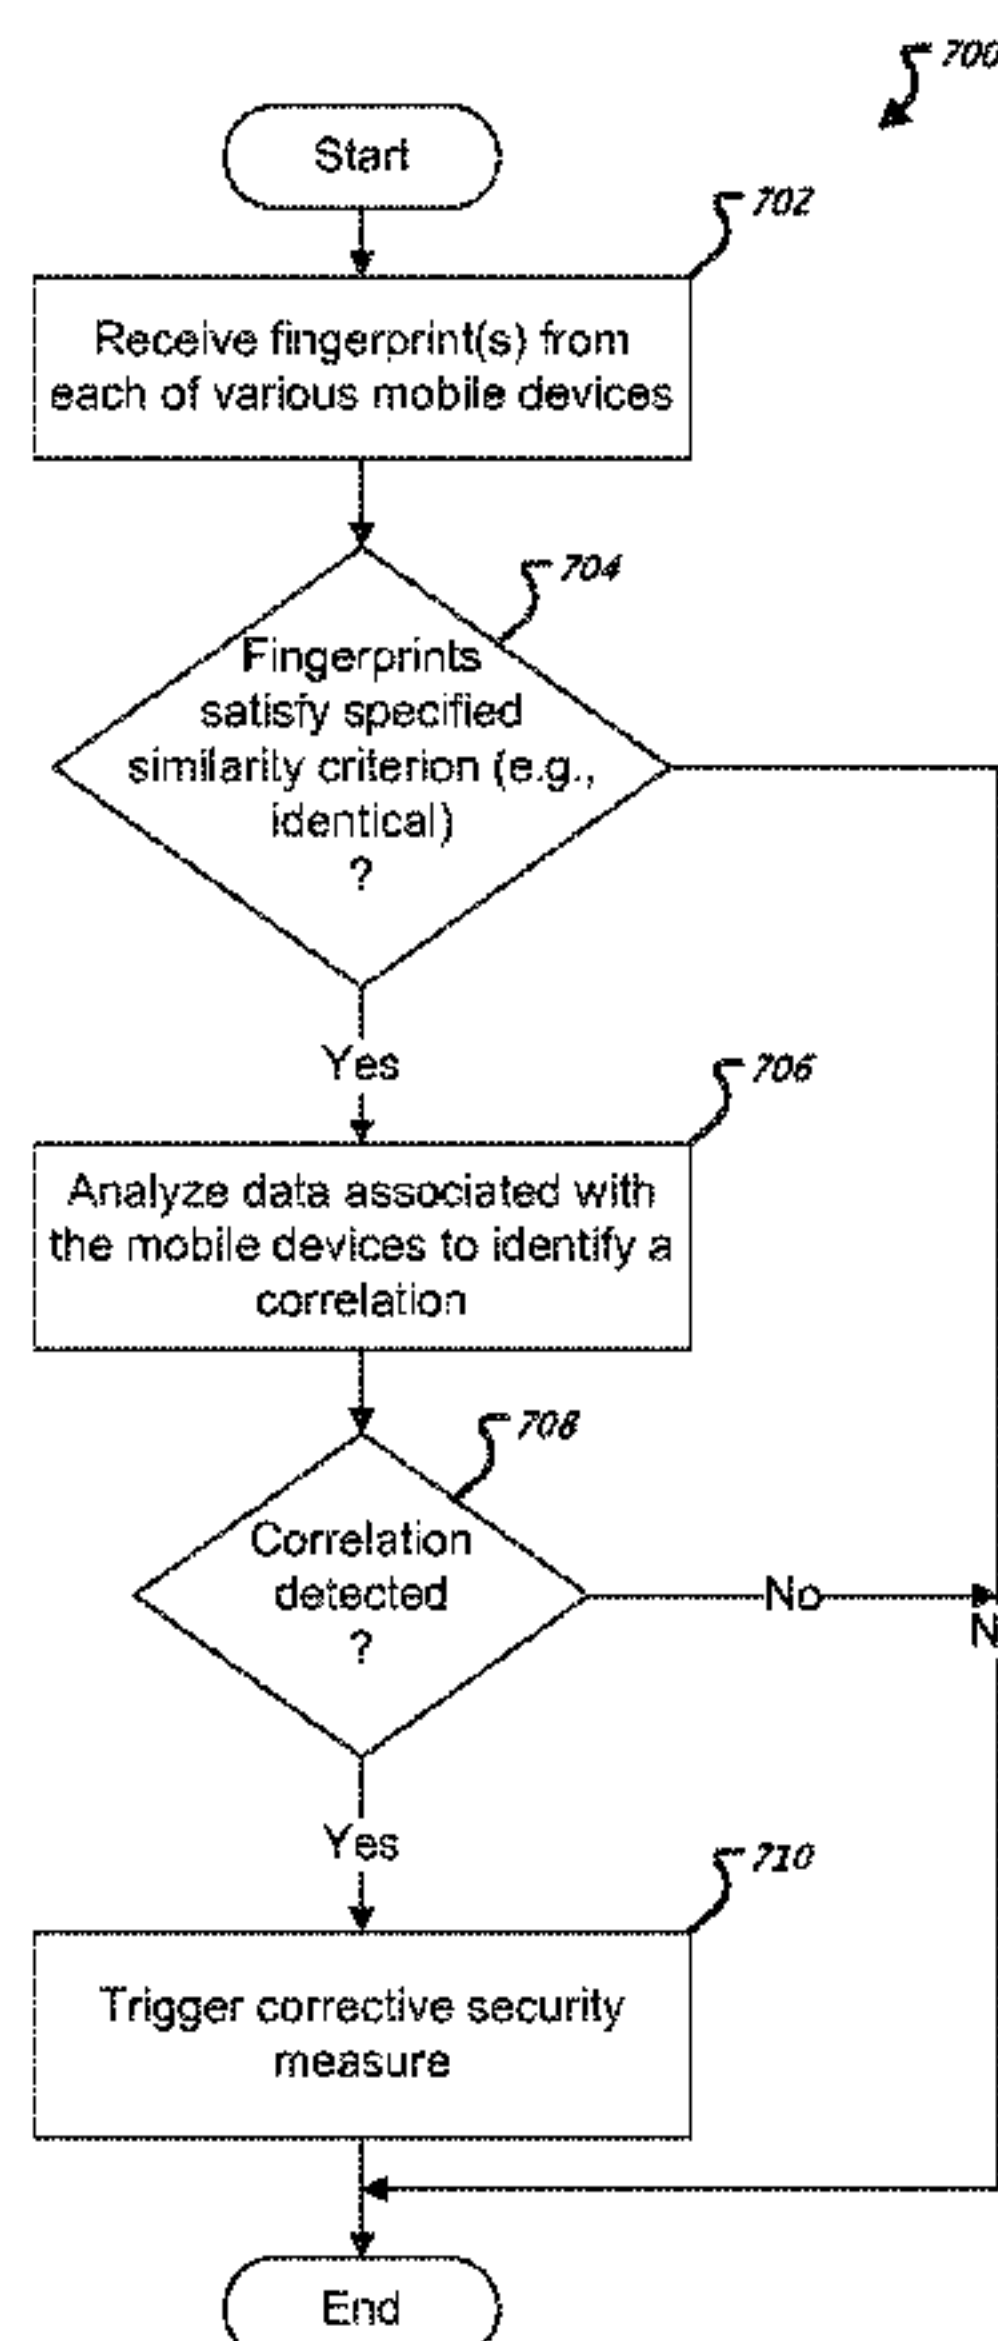 700
Start
702
Receive fingerprint(s) from
each of various mobile devices
704
Fingerprints
satisfy specified
similarity criterion (e.g.,
identical)
?
Yes
706
Analyze data associated with
the mobile devices to identify a
correlation
708
Correlation
detected
?
No
Yes
710
Trigger corrective security
measure
End